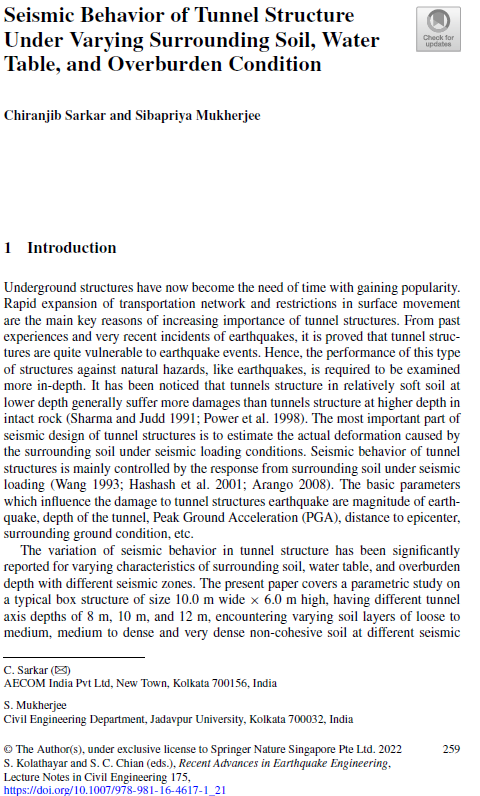 Seismic Behavior of Tunnel Structure
Under Varying Surrounding Soil, Water
Table, and Overburden Condition
Check for
updates
Chiranjib Sarkar and Sibapriya Mukherjee
1 Introduction
Underground structures have now become the need of time with gaining popularity.
Rapid expansion of transportation network and restrictions in surface movement
are the main key reasons of increasing importance of tunnel structures. From past
experiences and very recent incidents of earthquakes, it is proved that tunnel struc-
tures are quite vulnerable to earthquake events. Hence, the performance of this type
of structures against natural hazards, like earthquakes, is required to be examined
more in-depth. It has been noticed that tunnels structure in relatively soft soil at
lower depth generally suffer more damages than tunnels structure at higher depth in
intact rock (Sharma and Judd 1991; Power et al. 1998). The most important part of
seismic design of tunnel structures is to estimate the actual deformation caused by
the surrounding soil under seismic loading conditions. Seismic behavior of tunnel
structures is mainly controlled by the response from surrounding soil under seismic
loading (Wang 1993; Hashash et al. 2001; Arango 2008). The basic parameters
which influence the damage to tunnel structures earthquake are magnitude of earth-
quake, depth of the tunnel, Peak Ground Acceleration (PGA), distance to epicenter,
surrounding ground condition, etc.
The variation of seismic behavior in tunnel structure has been significantly
reported for varying characteristics of surrounding soil, water table, and overburden
depth with different seismic zones. The present paper covers a parametric study on
a typical box structure of size 10.0 m wide × 6.0 m high, having different tunnel
axis depths of 8 m, 10 m, and 12 m, encountering varying soil layers of loose to
medium, medium to dense and very dense non-cohesive soil at different seismic
C. Sarkar (✉)
AECOM India Pvt Ltd, New Town, Kolkata 700156, India
S. Mukherjee
Civil Engineering Department, Jadavpur University, Kolkata 700032, India
© The Author(s), under exclusive license to Springer Nature Singapore Pte Ltd. 2022 259
S. Kolathayar and S. C. Chian (eds.), Recent Advances in Earthquake Engineering,
Lecture Notes in Civil Engineering 175,
https://doi.org/10.1007/978-981-16-4617-1_21